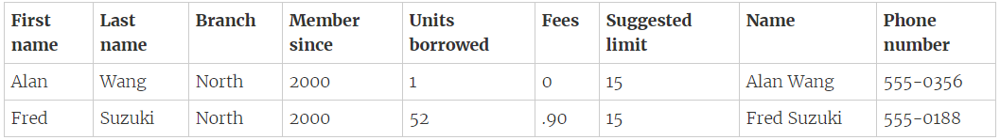 First name | Last name | Branch | Member since | Units borrowed | Fees | Suggested limit | Name | Phone number
Alan | Wang | North | 2000 | 1 | 0 | 15 | Alan Wang | 555-0356
Fred | Suzuki | North | 2000 | 52 | .90 | 15 | Fred Suzuki | 555-0188